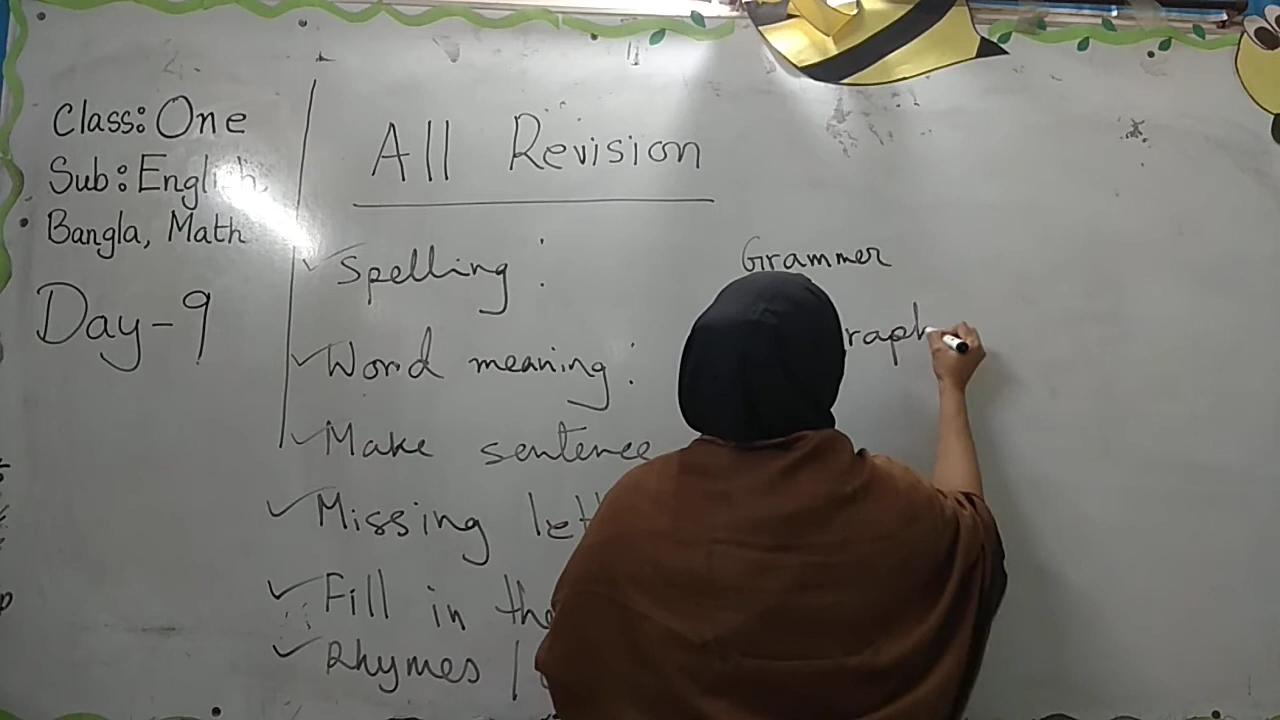 Class: One
Sub: English,
Bangla, Math
Day-9
All Revision
Spelling :
Word meaning :
Make sentence
Missing
Fill in the
Rhymes
Grammer